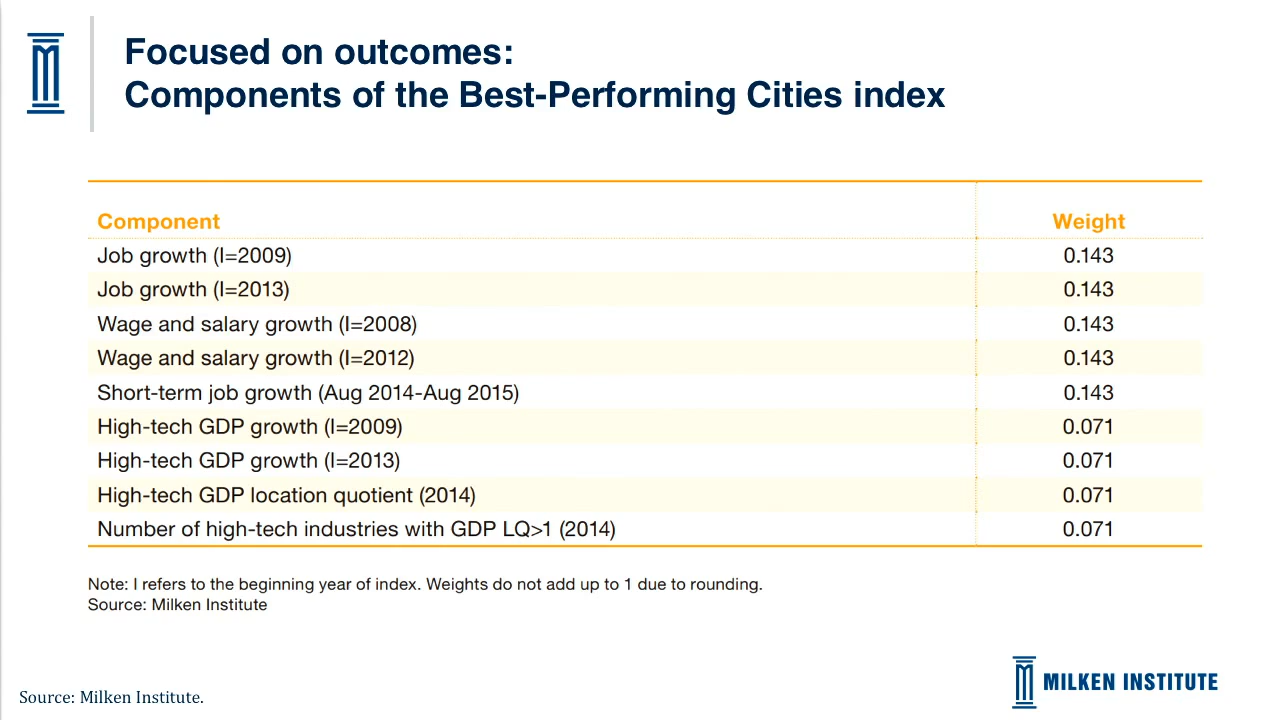 Focused on outcomes:
Components of the Best-Performing Cities index
Component Weight
Job growth (I=2009) 0.143
Job growth (I=2013) 0.143
Wage and salary growth (I=2008) 0.143
Wage and salary growth (I=2012) 0.143
Short-term job growth (Aug 2014-Aug 2015) 0.143
High-tech GDP growth (I=2009) 0.071
High-tech GDP growth (I=2013) 0.071
High-tech GDP location quotient (2014) 0.071
Number of high-tech industries with GDP LQ>1 (2014) 0.071
Note: I refers to the beginning year of index. Weights do not add up to 1 due to rounding.
Source: Milken Institute
MILKEN INSTITUTE
Source: Milken Institute.